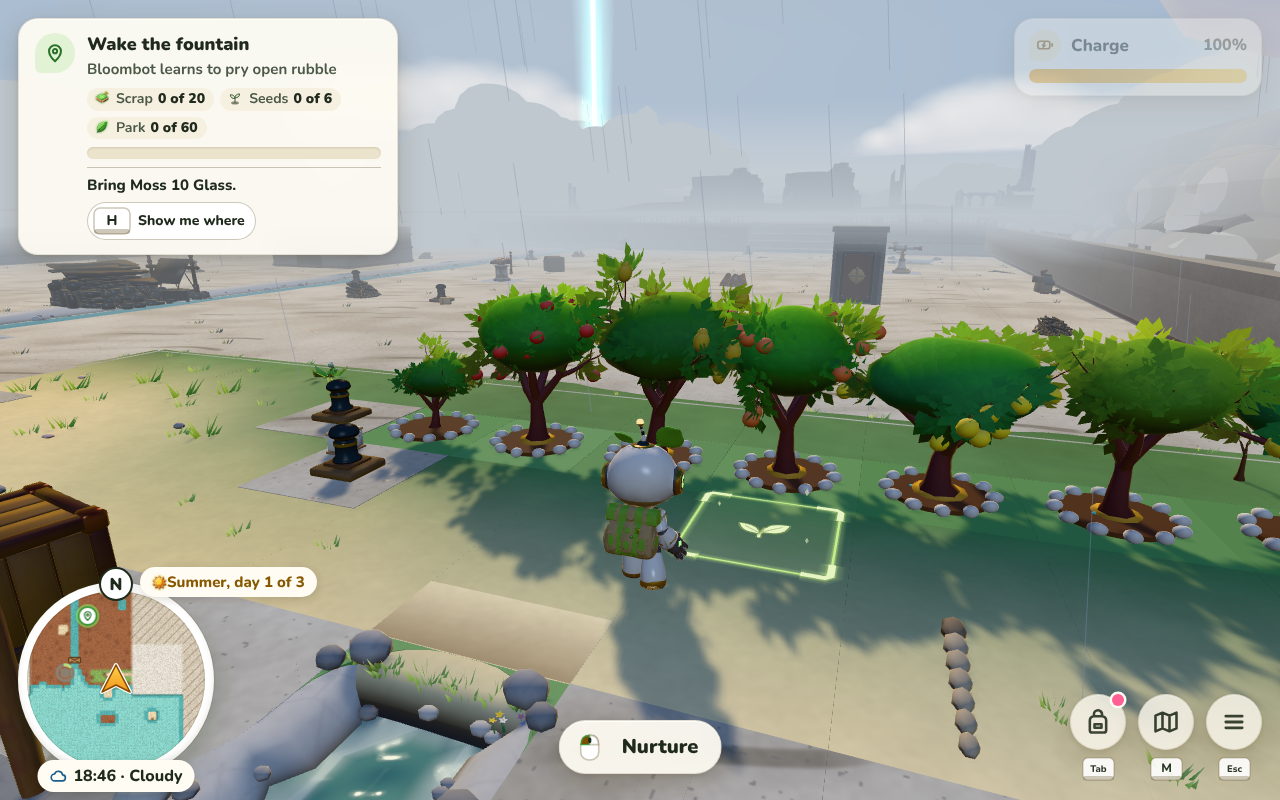 Wake the fountain
Bloombot learns to pry open rubble
Scrap 0 of 20
Seeds 0 of 6
Park 0 of 60
Bring Moss 10 Glass.
H Show me where
Charge 100%
N
Summer, day 1 of 3
18:46 · Cloudy
Nurture
Tab
M
Esc